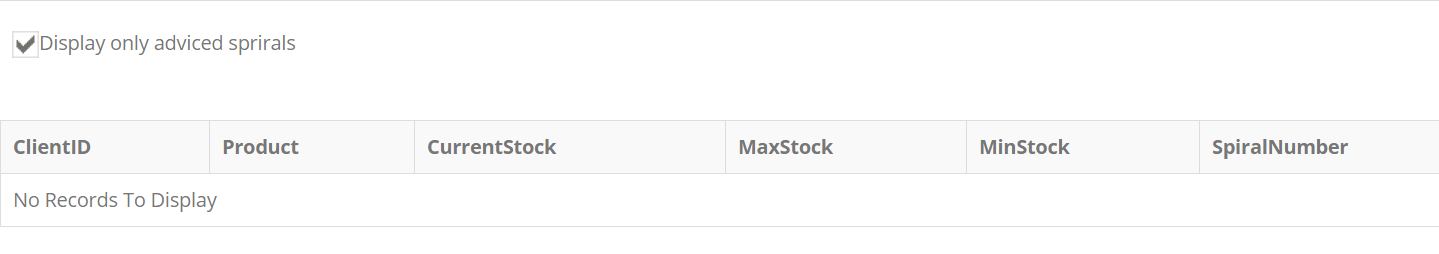 Display only adviced sprirals
ClientID Product CurrentStock MaxStock MinStock SpiralNumber
No Records To Display